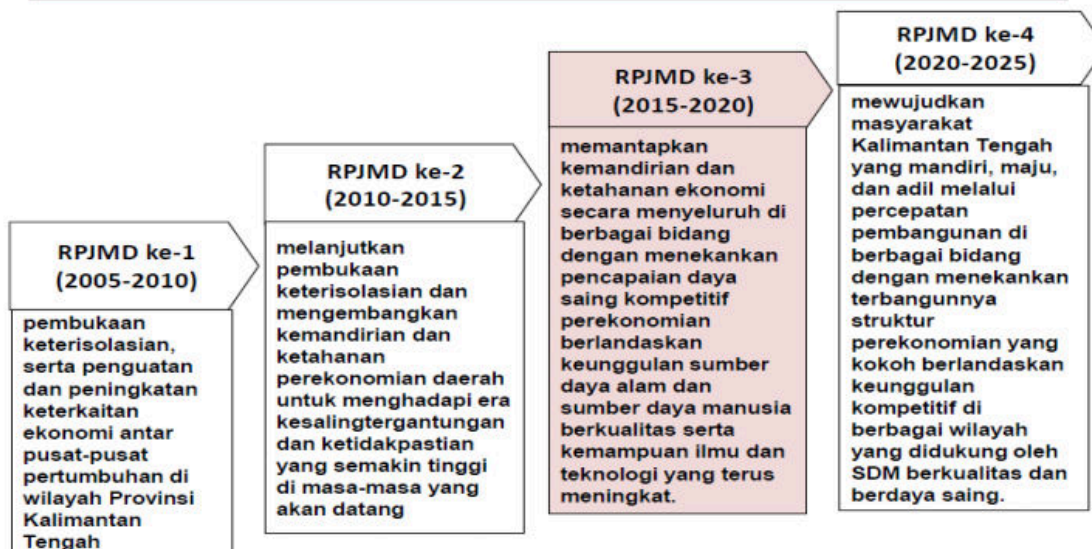 RPJMD ke-1
(2005-2010)
pembukaan
keterisolasian,
serta penguatan
dan peningkatan
keterkaitan
ekonomi antar
pusat-pusat
pertumbuhan di
wilayah Provinsi
Kalimantan
Tengah
RPJMD ke-2
(2010-2015)
melanjutkan
pembukaan
keterisolasian dan
mengembangkan
kemandirian dan
ketahanan
perekonomian daerah
untuk menghadapi era
kesalingtergantungan
dan ketidakpastian
yang semakin tinggi
di masa-masa yang
akan datang
RPJMD ke-3
(2015-2020)
memantapkan
kemandirian dan
ketahanan ekonomi
secara menyeluruh di
berbagai bidang
dengan menekankan
pencapaian daya
saing kompetitif
perekonomian
berlandaskan
keunggulan sumber
daya alam dan
sumber daya manusia
berkualitas serta
kemampuan ilmu dan
teknologi yang terus
meningkat.
RPJMD ke-4
(2020-2025)
mewujudkan
masyarakat
Kalimantan Tengah
yang mandiri, maju,
dan adil melalui
percepatan
pembangunan di
berbagai bidang
dengan menekankan
terbangunnya
struktur
perekonomian yang
kokoh berlandaskan
keunggulan
kompetitif di
berbagai wilayah
yang didukung oleh
SDM berkualitas dan
berdaya saing.